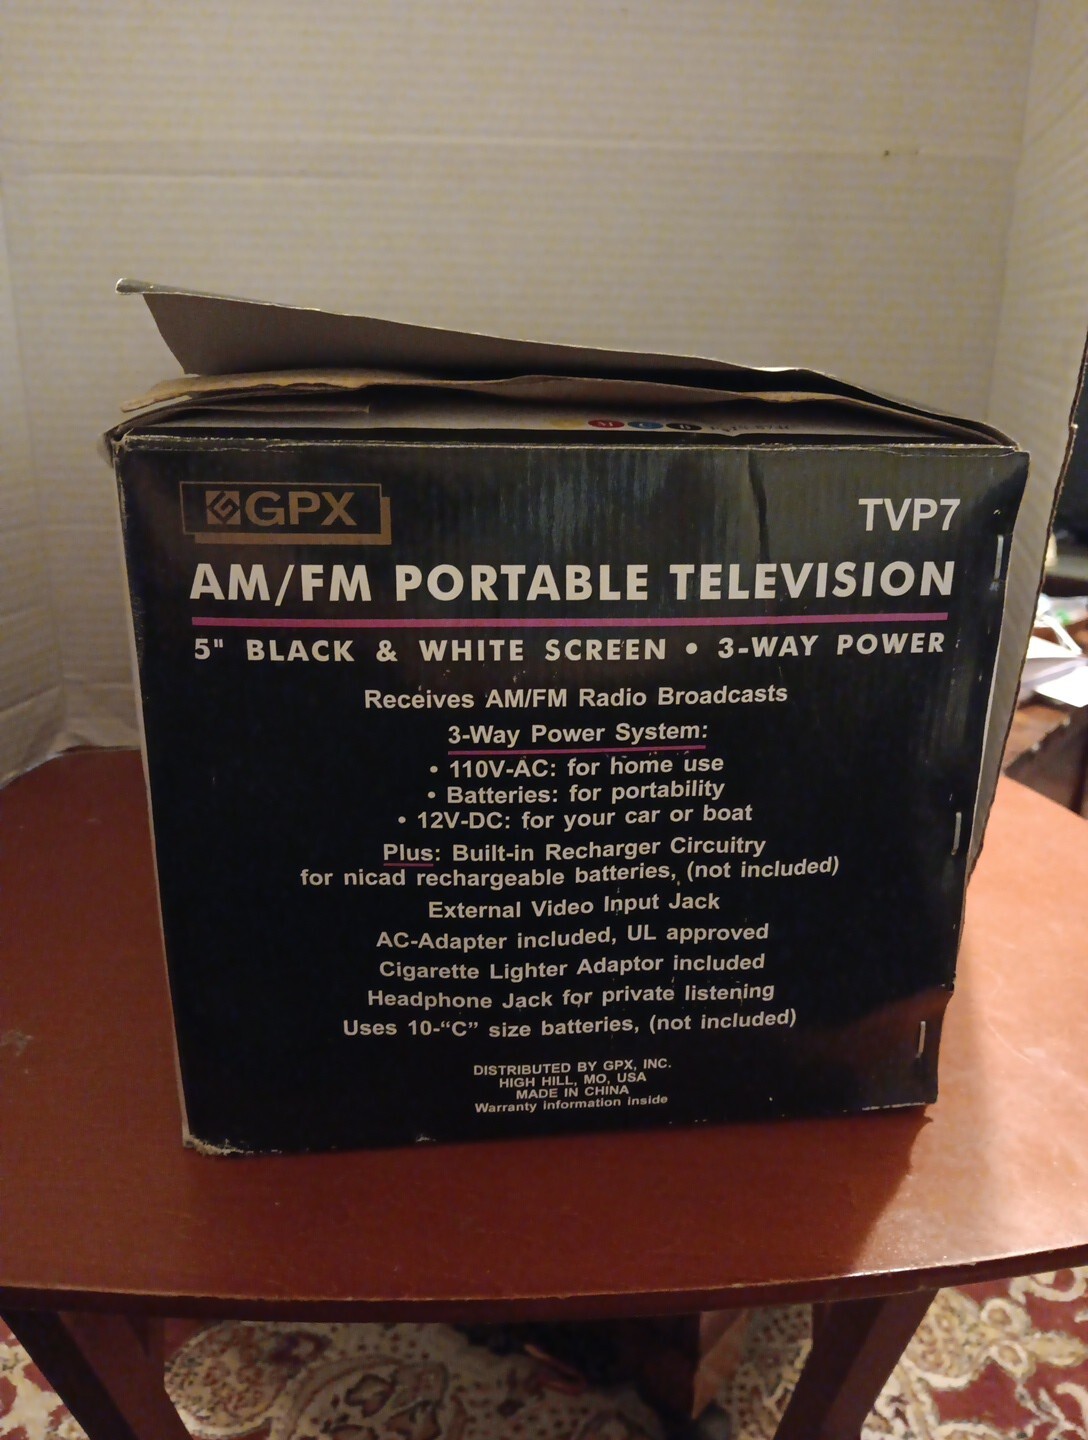 GPX
TVP7
AM/FM PORTABLE TELEVISION
5" BLACK & WHITE SCREEN • 3-WAY POWER
Receives AM/FM Radio Broadcasts
3-Way Power System:
• 110V-AC: for home use
• Batteries: for portability
• 12V-DC: for your car or boat
Plus: Built-in Recharger Circuitry
for nicad rechargeable batteries, (not included)
External Video Input Jack
AC-Adapter included, UL approved
Cigarette Lighter Adaptor included
Headphone Jack for private listening
Uses 10-“C” size batteries, (not included)
DISTRIBUTED BY GPX, INC.
HIGH HILL, MO, USA
MADE IN CHINA
Warranty information inside